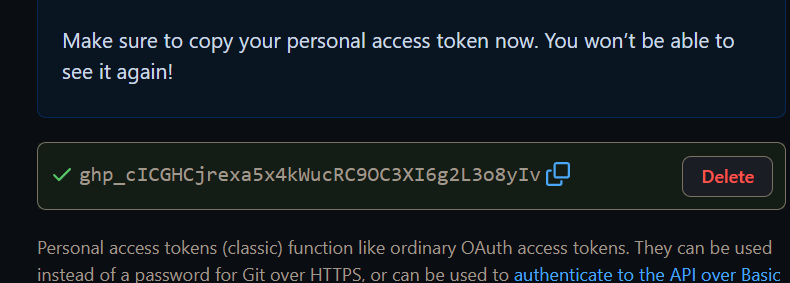 Make sure to copy your personal access token now. You won’t be able to
see it again!
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
Delete
Personal access tokens (classic) function like ordinary OAuth access tokens. They can be used
instead of a password for Git over HTTPS, or can be used to authenticate to the API over Basic